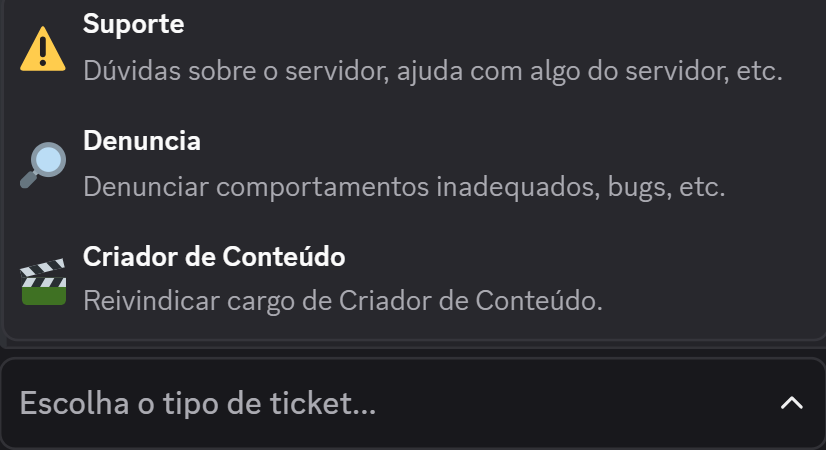 Suporte
Dúvidas sobre o servidor, ajuda com algo do servidor, etc.
Denuncia
Denunciar comportamentos inadequados, bugs, etc.
Criador de Conteúdo
Reivindicar cargo de Criador de Conteúdo.
Escolha o tipo de ticket...